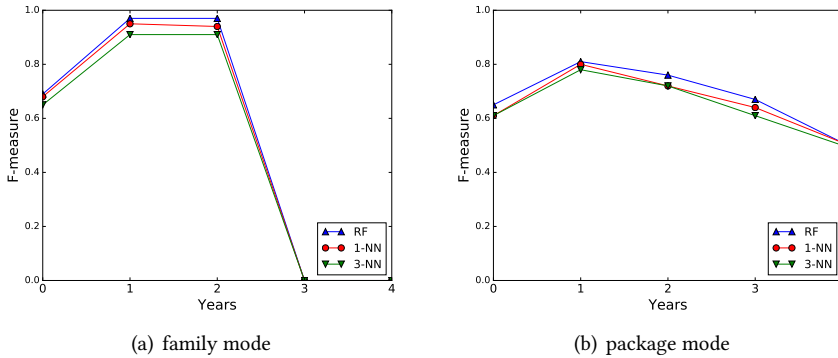 1.0
0.8
0.6
0.4
0.2
0.0
F-measure
0 1 2 3 4
Years
RF
1-NN
3-NN
(a) family mode
1.0
0.8
0.6
0.4
0.2
0.0
F-measure
0 1 2 3
Years
RF
1-NN
3-NN
(b) package mode